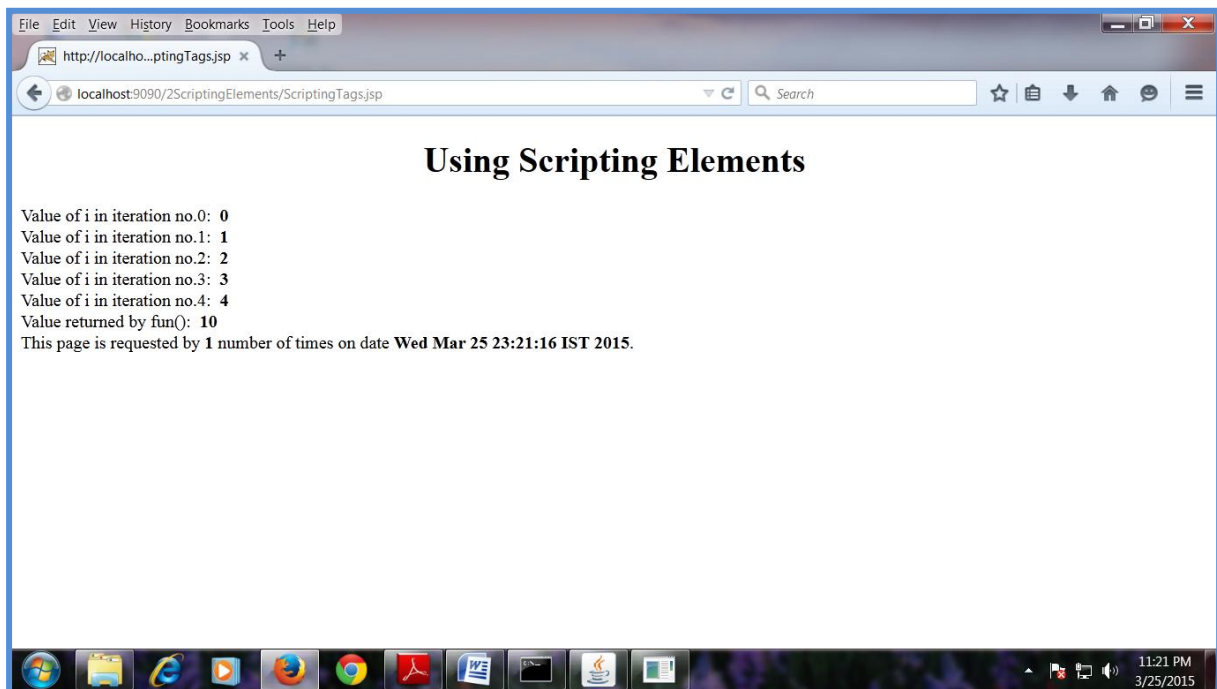 File Edit View History Bookmarks Tools Help
http://localho...ptingTags.jsp
localhost:9090/2ScriptingElements/ScriptingTags.jsp
Search
Using Scripting Elements
Value of i in iteration no.0: 0
Value of i in iteration no.1: 1
Value of i in iteration no.2: 2
Value of i in iteration no.3: 3
Value of i in iteration no.4: 4
Value returned by fun(): 10
This page is requested by 1 number of times on date Wed Mar 25 23:21:16 IST 2015.
11:21 PM
3/25/2015